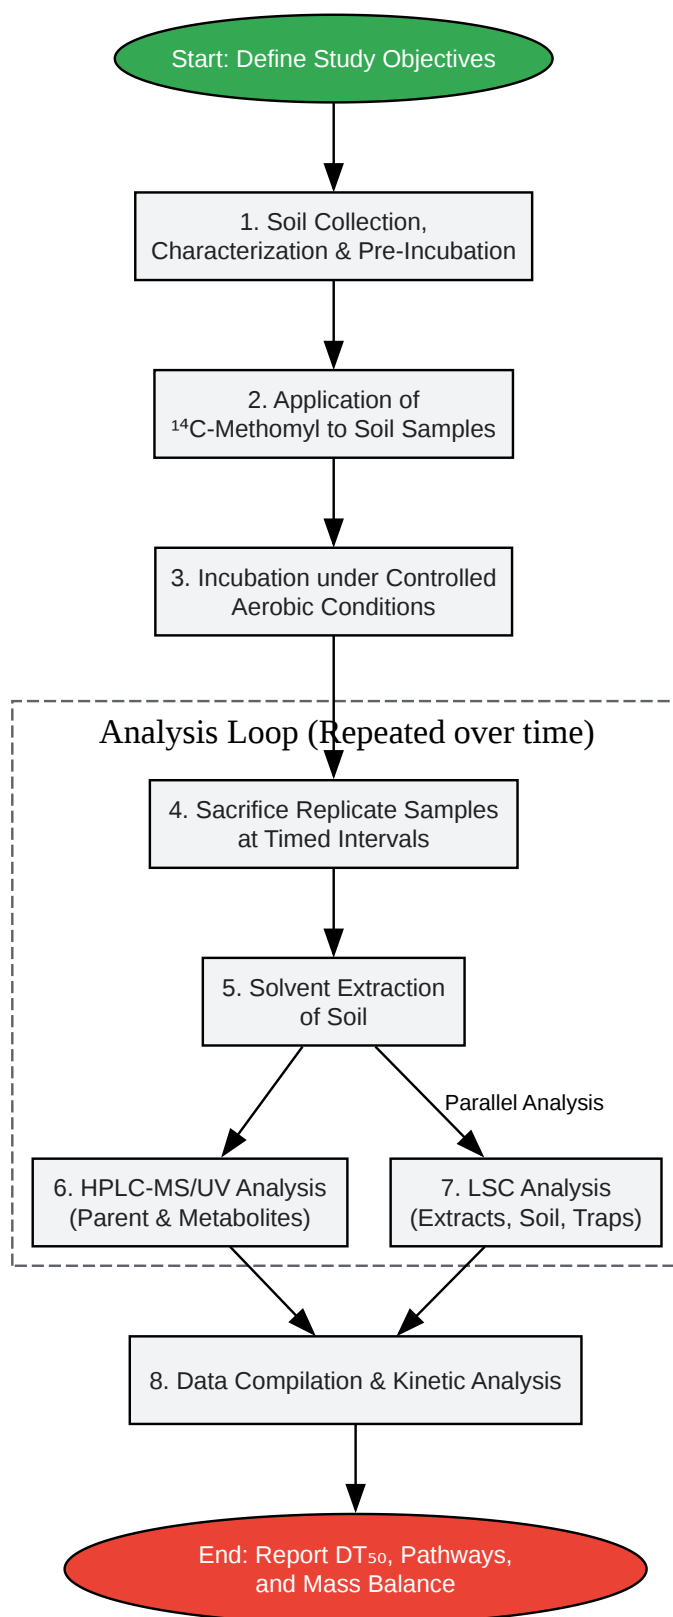 Start: Define Study Objectives
1. Soil Collection,
Characterization & Pre-Incubation
2. Application of
¹⁴C-Methomyl to Soil Samples
3. Incubation under Controlled
Aerobic Conditions
Analysis Loop (Repeated over time)
4. Sacrifice Replicate Samples
at Timed Intervals
5. Solvent Extraction
of Soil
Parallel Analysis
6. HPLC-MS/UV Analysis
(Parent & Metabolites)
7. LSC Analysis
(Extracts, Soil, Traps)
8. Data Compilation & Kinetic Analysis
End: Report DT₅₀, Pathways,
and Mass Balance